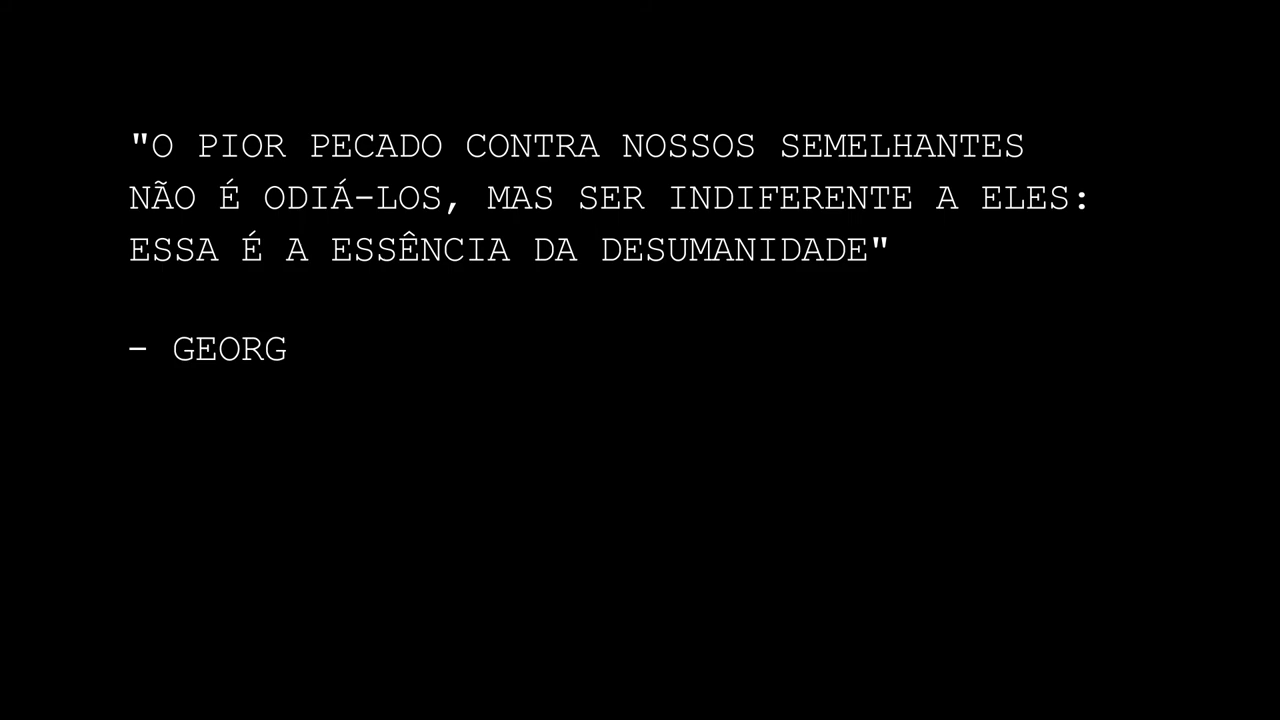 "O PIOR PECADO CONTRA NOSSOS SEMELHANTES
NÃO É ODIÁ-LOS, MAS SER INDIFERENTE A ELES:
ESSA É A ESSÊNCIA DA DESUMANIDADE"
- GEORG